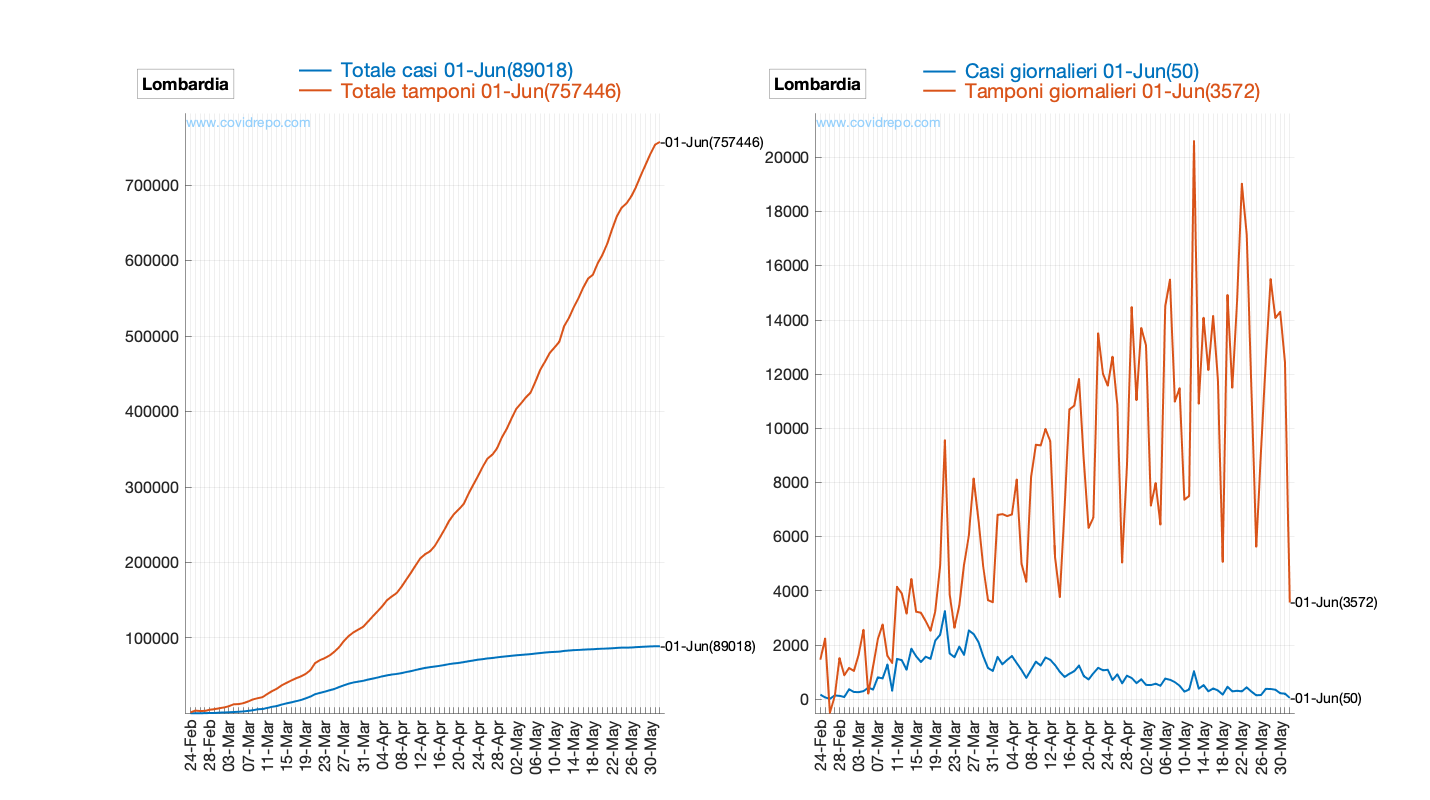 Lombardia
Totale casi 01-Jun(89018)
Totale tamponi 01-Jun(757446)
www.covidrepo.com
01-Jun(757446)
700000
600000
500000
400000
300000
200000
100000
01-Jun(89018)
24-Feb
28-Feb
03-Mar
07-Mar
11-Mar
15-Mar
19-Mar
23-Mar
27-Mar
31-Mar
04-Apr
08-Apr
12-Apr
16-Apr
20-Apr
24-Apr
28-Apr
02-May
06-May
10-May
14-May
18-May
22-May
26-May
30-May
Lombardia
Casi giornalieri 01-Jun(50)
Tamponi giornalieri 01-Jun(3572)
www.covidrepo.com
20000
18000
16000
14000
12000
10000
8000
6000
4000
2000
0
01-Jun(3572)
01-Jun(50)
24-Feb
28-Feb
03-Mar
07-Mar
11-Mar
15-Mar
19-Mar
23-Mar
27-Mar
31-Mar
04-Apr
08-Apr
12-Apr
16-Apr
20-Apr
24-Apr
28-Apr
02-May
06-May
10-May
14-May
18-May
22-May
26-May
30-May